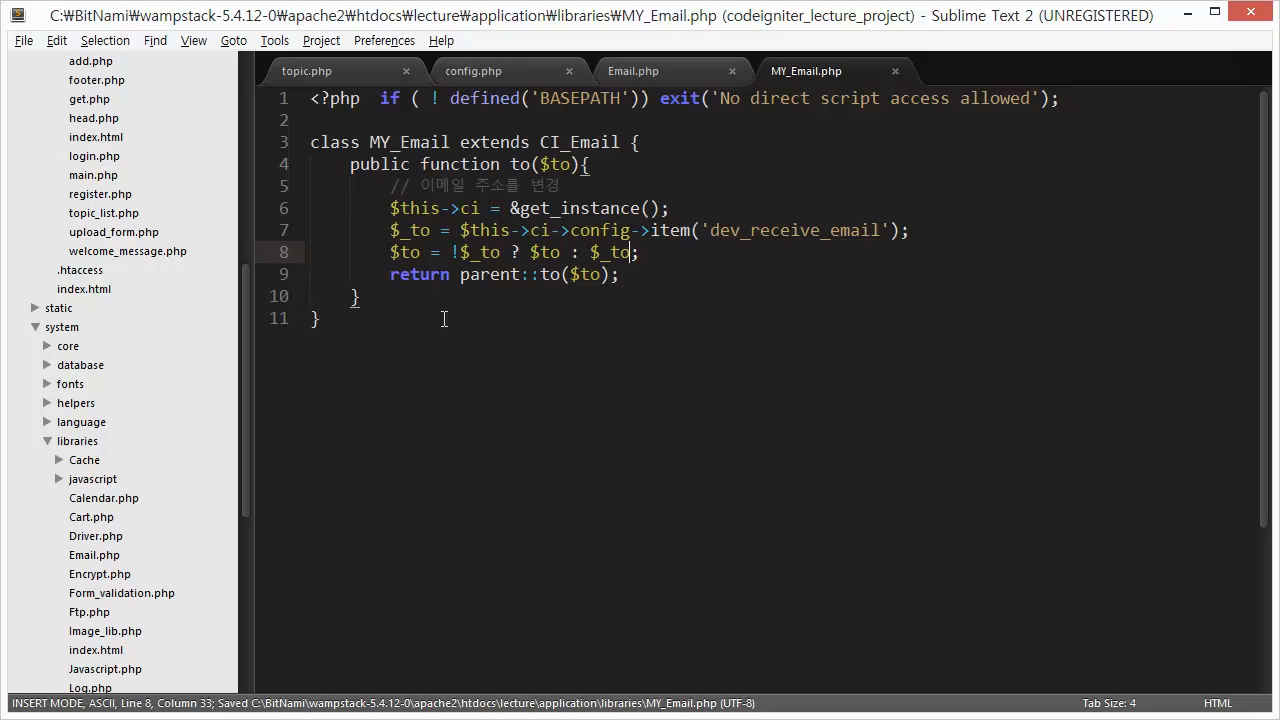 C:₩BitNami₩wampstack-5.4.12-0₩apache2₩htdocs₩lecture₩application₩libraries₩MY_Email.php (codeigniter_lecture_project) - Sublime Text 2 (UNREGISTERED)
File Edit Selection Find View Goto Tools Project Preferences Help
topic.php × config.php × Email.php × MY_Email.php ×
add.php
footer.php
get.php
head.php
index.html
login.php
main.php
register.php
topic_list.php
upload_form.php
welcome_message.php
.htaccess
index.html
static
system
core
database
fonts
helpers
language
libraries
Cache
javascript
Calendar.php
Cart.php
Driver.php
Email.php
Encrypt.php
Form_validation.php
Ftp.php
Image_lib.php
index.html
Javascript.php
Log.php
1 <?php  if ( ! defined('BASEPATH')) exit('No direct script access allowed');
2
3 class MY_Email extends CI_Email {
4     public function to($to){
5         // 이메일 주소를 변경
6         $this->ci = &get_instance();
7         $_to = $this->ci->config->item('dev_receive_email');
8         $to = !$_to ? $to : $_to;
9         return parent::to($to);
10     }
11 }
INSERT MODE, ASCII, Line 8, Column 33; Saved C:\BitNami\wampstack-5.4.12-0\apache2\htdocs\lecture\application\libraries\MY_Email.php (UTF-8) Tab Size: 4 HTML